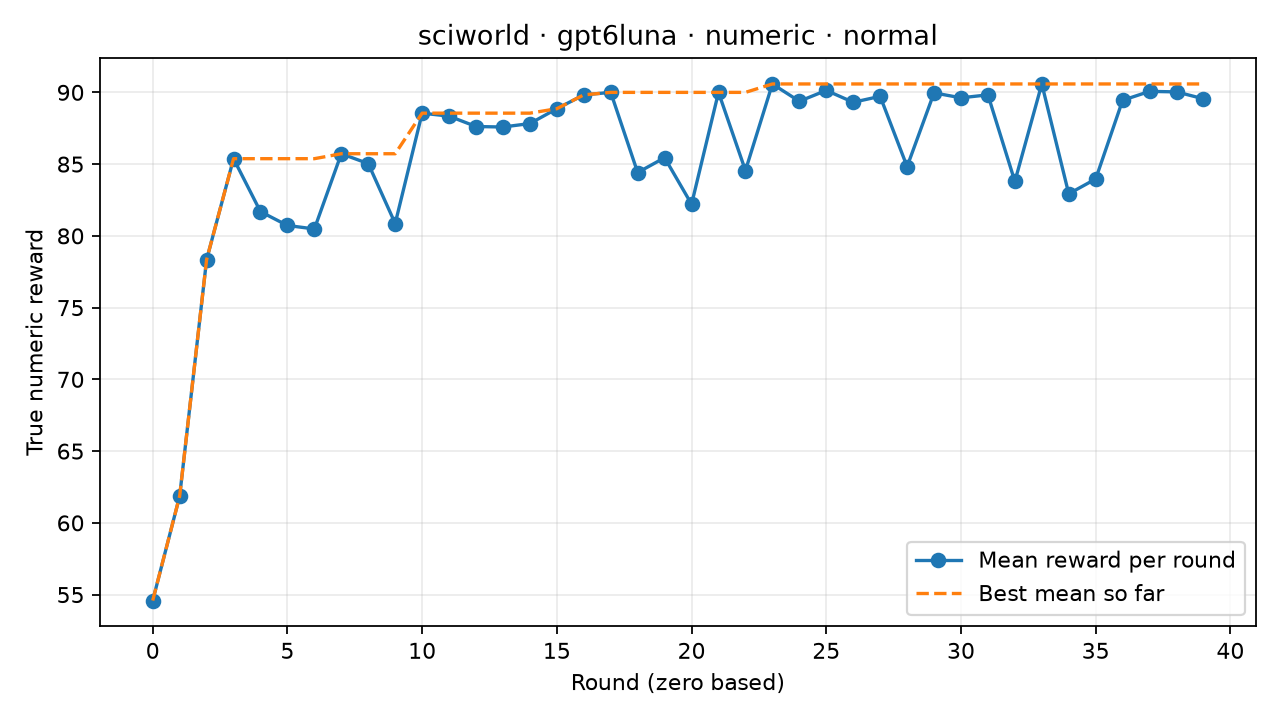 sciworld · gpt6luna · numeric · normal
True numeric reward
90
85
80
75
70
65
60
55
0 5 10 15 20 25 30 35 40
Round (zero based)
Mean reward per round
Best mean so far